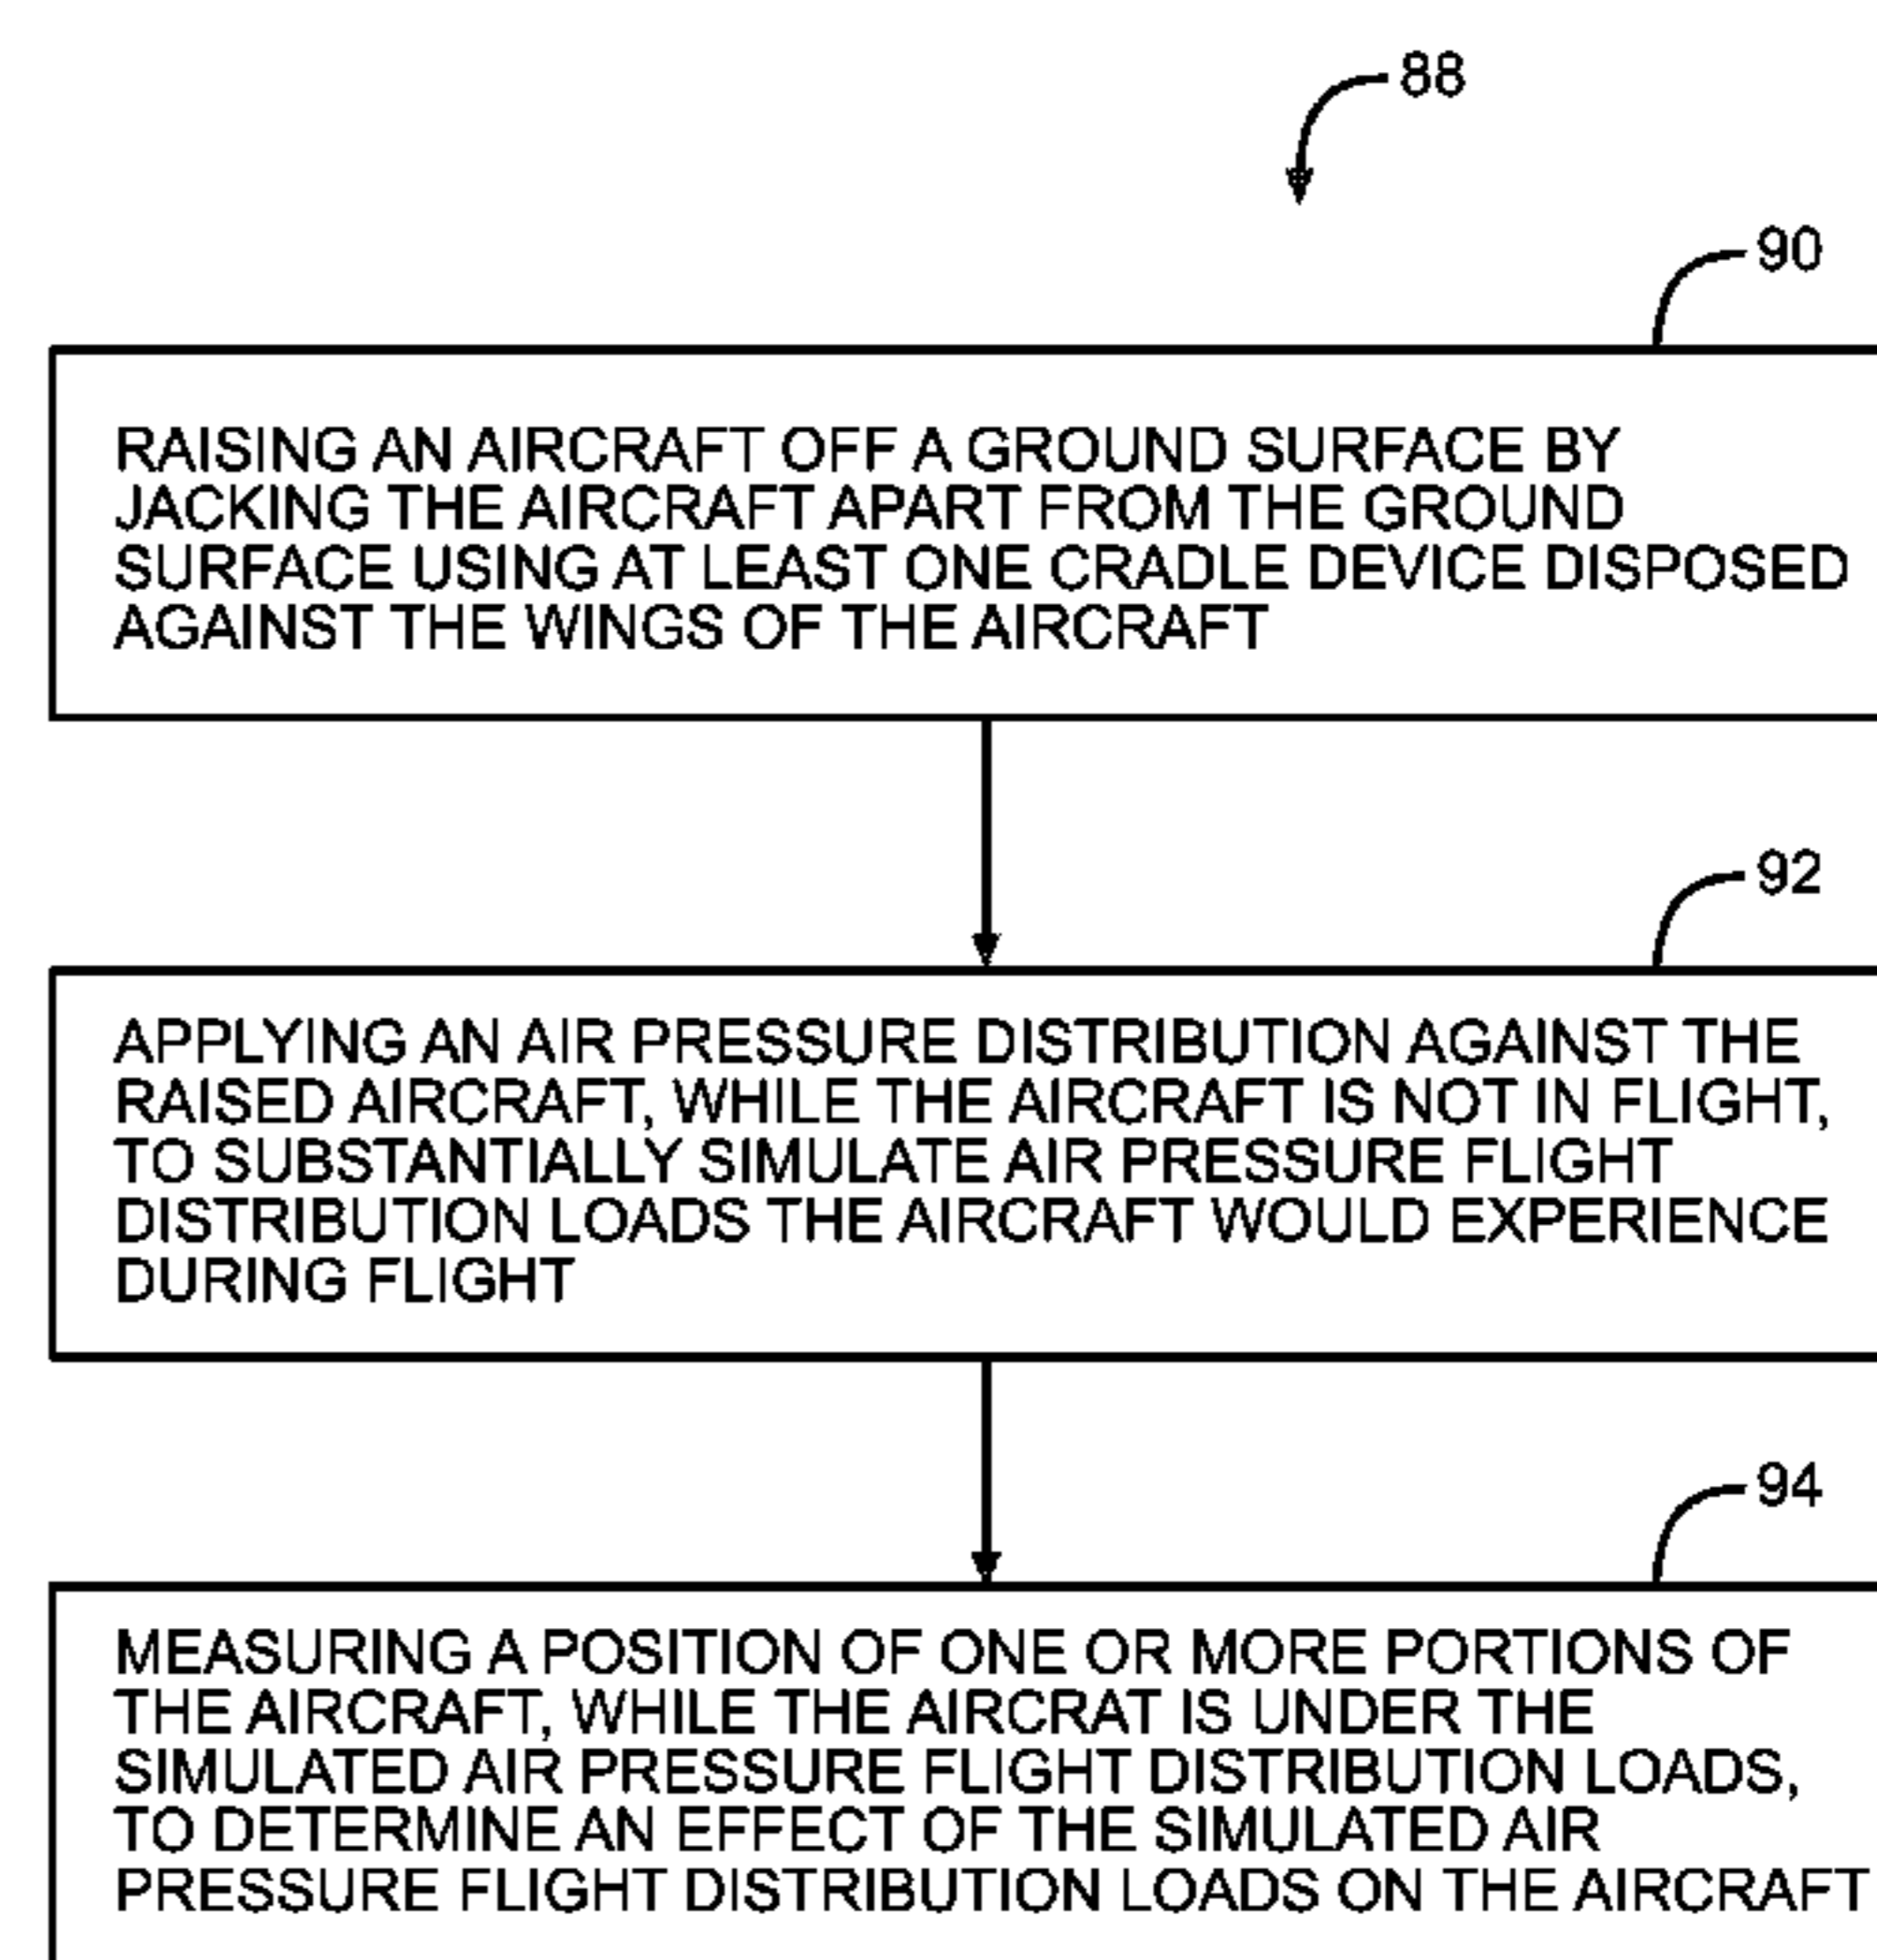 88
90
RAISING AN AIRCRAFT OFF A GROUND SURFACE BY
JACKING THE AIRCRAFT APART FROM THE GROUND
SURFACE USING AT LEAST ONE CRADLE DEVICE DISPOSED
AGAINST THE WINGS OF THE AIRCRAFT
92
APPLYING AN AIR PRESSURE DISTRIBUTION AGAINST THE
RAISED AIRCRAFT, WHILE THE AIRCRAFT IS NOT IN FLIGHT,
TO SUBSTANTIALLY SIMULATE AIR PRESSURE FLIGHT
DISTRIBUTION LOADS THE AIRCRAFT WOULD EXPERIENCE
DURING FLIGHT
94
MEASURING A POSITION OF ONE OR MORE PORTIONS OF
THE AIRCRAFT, WHILE THE AIRCRAT IS UNDER THE
SIMULATED AIR PRESSURE FLIGHT DISTRIBUTION LOADS,
TO DETERMINE AN EFFECT OF THE SIMULATED AIR
PRESSURE FLIGHT DISTRIBUTION LOADS ON THE AIRCRAFT